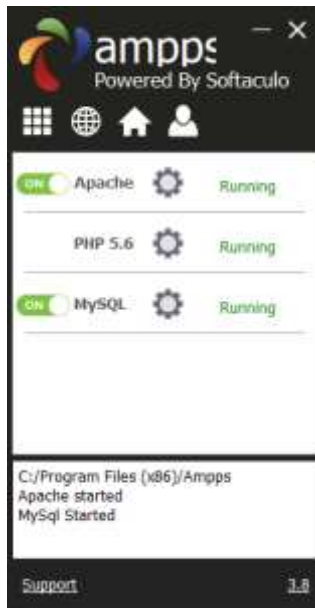 ampps
Powered By Softaculo
ON Apache Running
PHP 5.6 Running
ON MySQL Running
C:/Program Files (x86)/Ampps
Apache started
MySql Started
Support 3.8